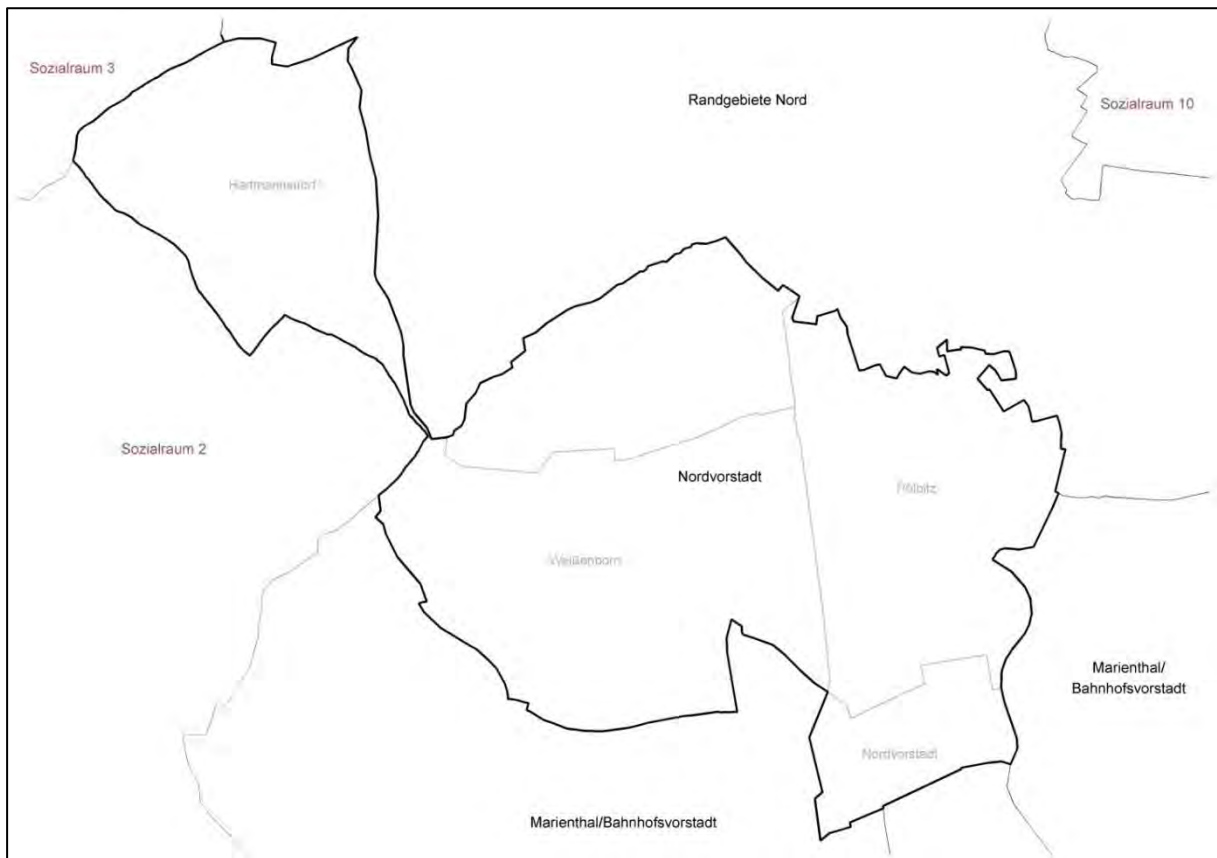 Sozialraum 3
Randgebiete Nord
Sozialraum 10
Hartmannsdorf
Sozialraum 2
Nordvorstadt
Pölbitz
Weißenborn
Marienthal/
Bahnhofsvorstadt
Nordvorstadt
Marienthal/Bahnhofsvorstadt